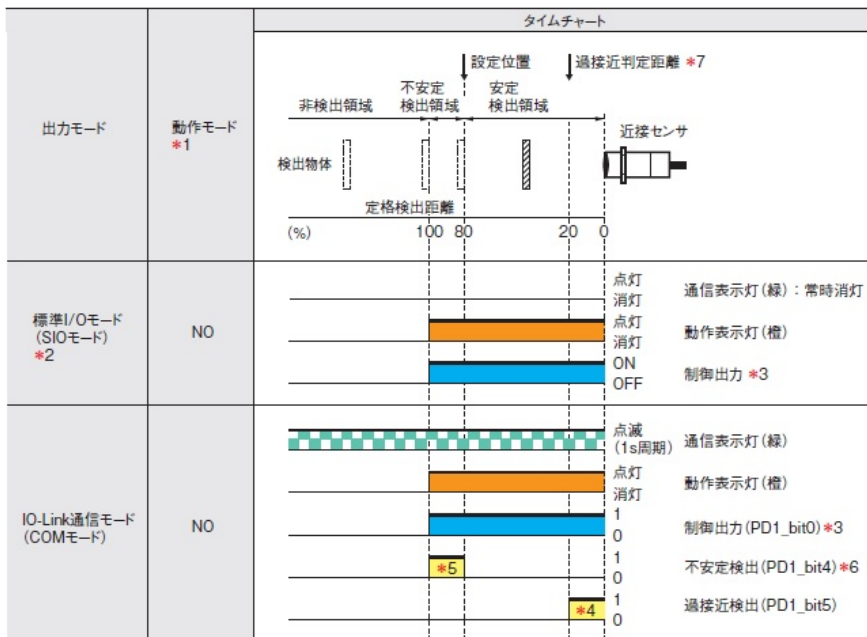 タイムチャート
出力モード
動作モード
*1
設定位置
過接近判定距離 *7
不安定
検出領域
安定
検出領域
非検出領域
近接センサ
検出物体
定格検出距離
(%)
100 80
20
0
標準I/Oモード
(SIOモード)
*2
NO
点灯
消灯
通信表示灯(緑):常時消灯
点灯
消灯
動作表示灯(橙)
ON
OFF
制御出力 *3
IO-Link通信モード
(COMモード)
NO
点滅
(1s周期)
通信表示灯(緑)
点灯
消灯
動作表示灯(橙)
1
0
制御出力(PD1_bit0)*3
*5
1
0
不安定検出(PD1_bit4)*6
*4
1
0
過接近検出(PD1_bit5)